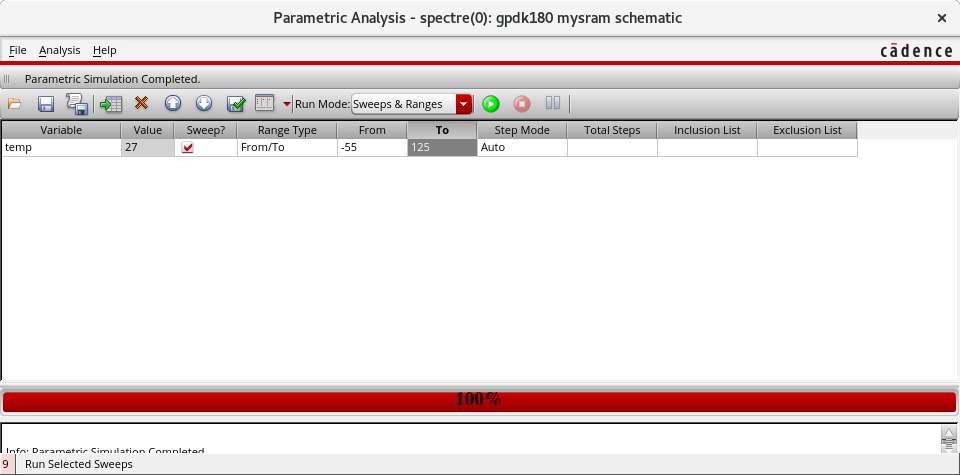 Parametric Analysis - spectre(0): gpdk180 mysram schematic ×
File Analysis Help cādence
Parametric Simulation Completed.
Run Mode: Sweeps & Ranges
Variable Value Sweep? Range Type From To Step Mode Total Steps Inclusion List Exclusion List
temp 27 From/To -55 125 Auto
100%
Info: Parametric Simulation Completed
9 Run Selected Sweeps